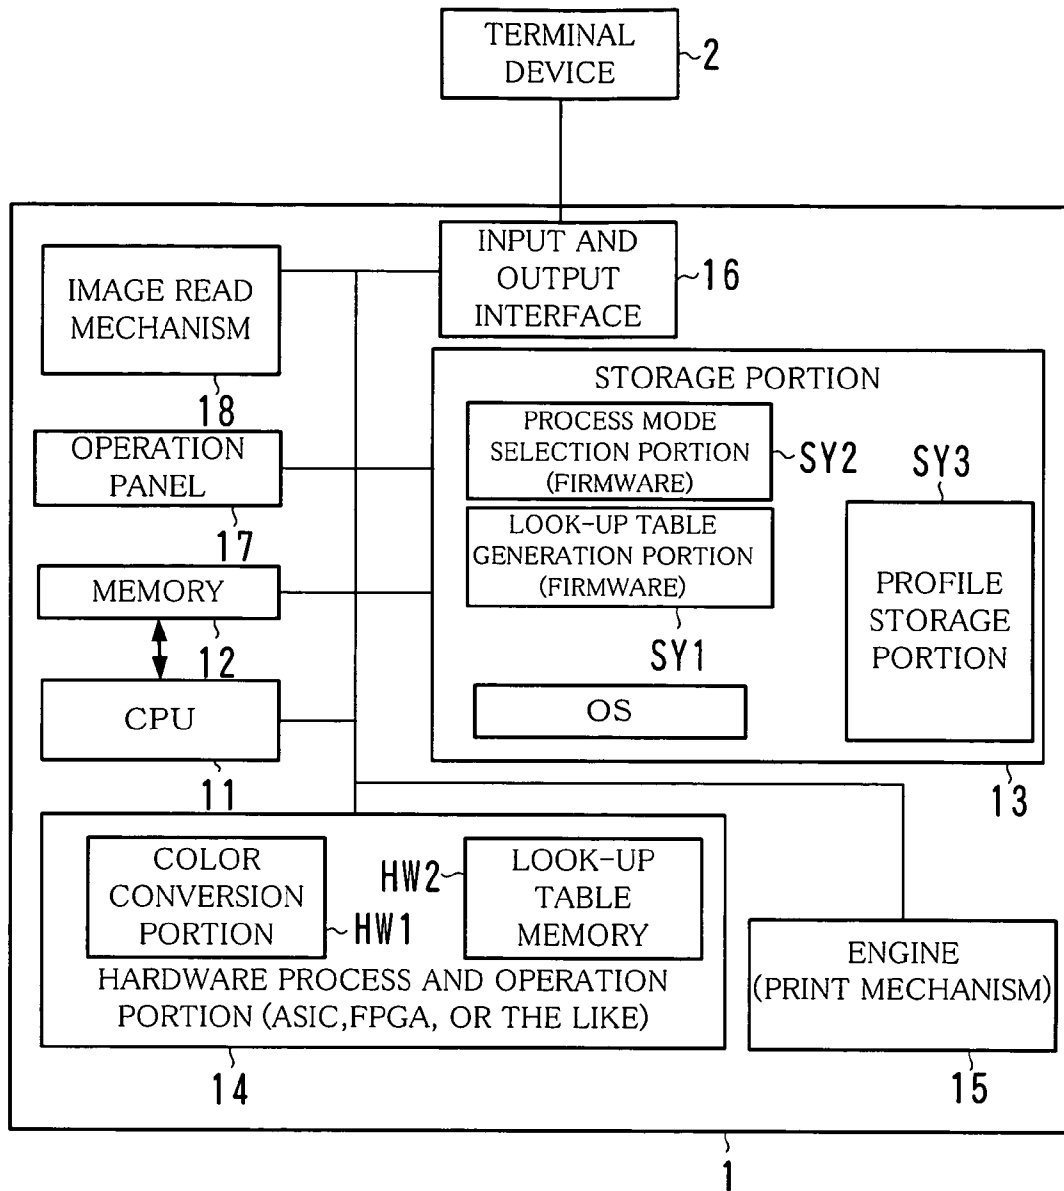 TERMINAL
DEVICE
2
INPUT AND
OUTPUT
INTERFACE
16
IMAGE READ
MECHANISM
18
STORAGE PORTION
PROCESS MODE
SELECTION PORTION
(FIRMWARE)
SY2
SY3
OPERATION
PANEL
17
LOOK-UP TABLE
GENERATION PORTION
(FIRMWARE)
SY1
PROFILE
STORAGE
PORTION
MEMORY
12
CPU
11
OS
13
COLOR
CONVERSION
PORTION
HW1
HW2
LOOK-UP
TABLE
MEMORY
HARDWARE PROCESS AND OPERATION
PORTION (ASIC,FPGA, OR THE LIKE)
14
ENGINE
(PRINT MECHANISM)
15
1